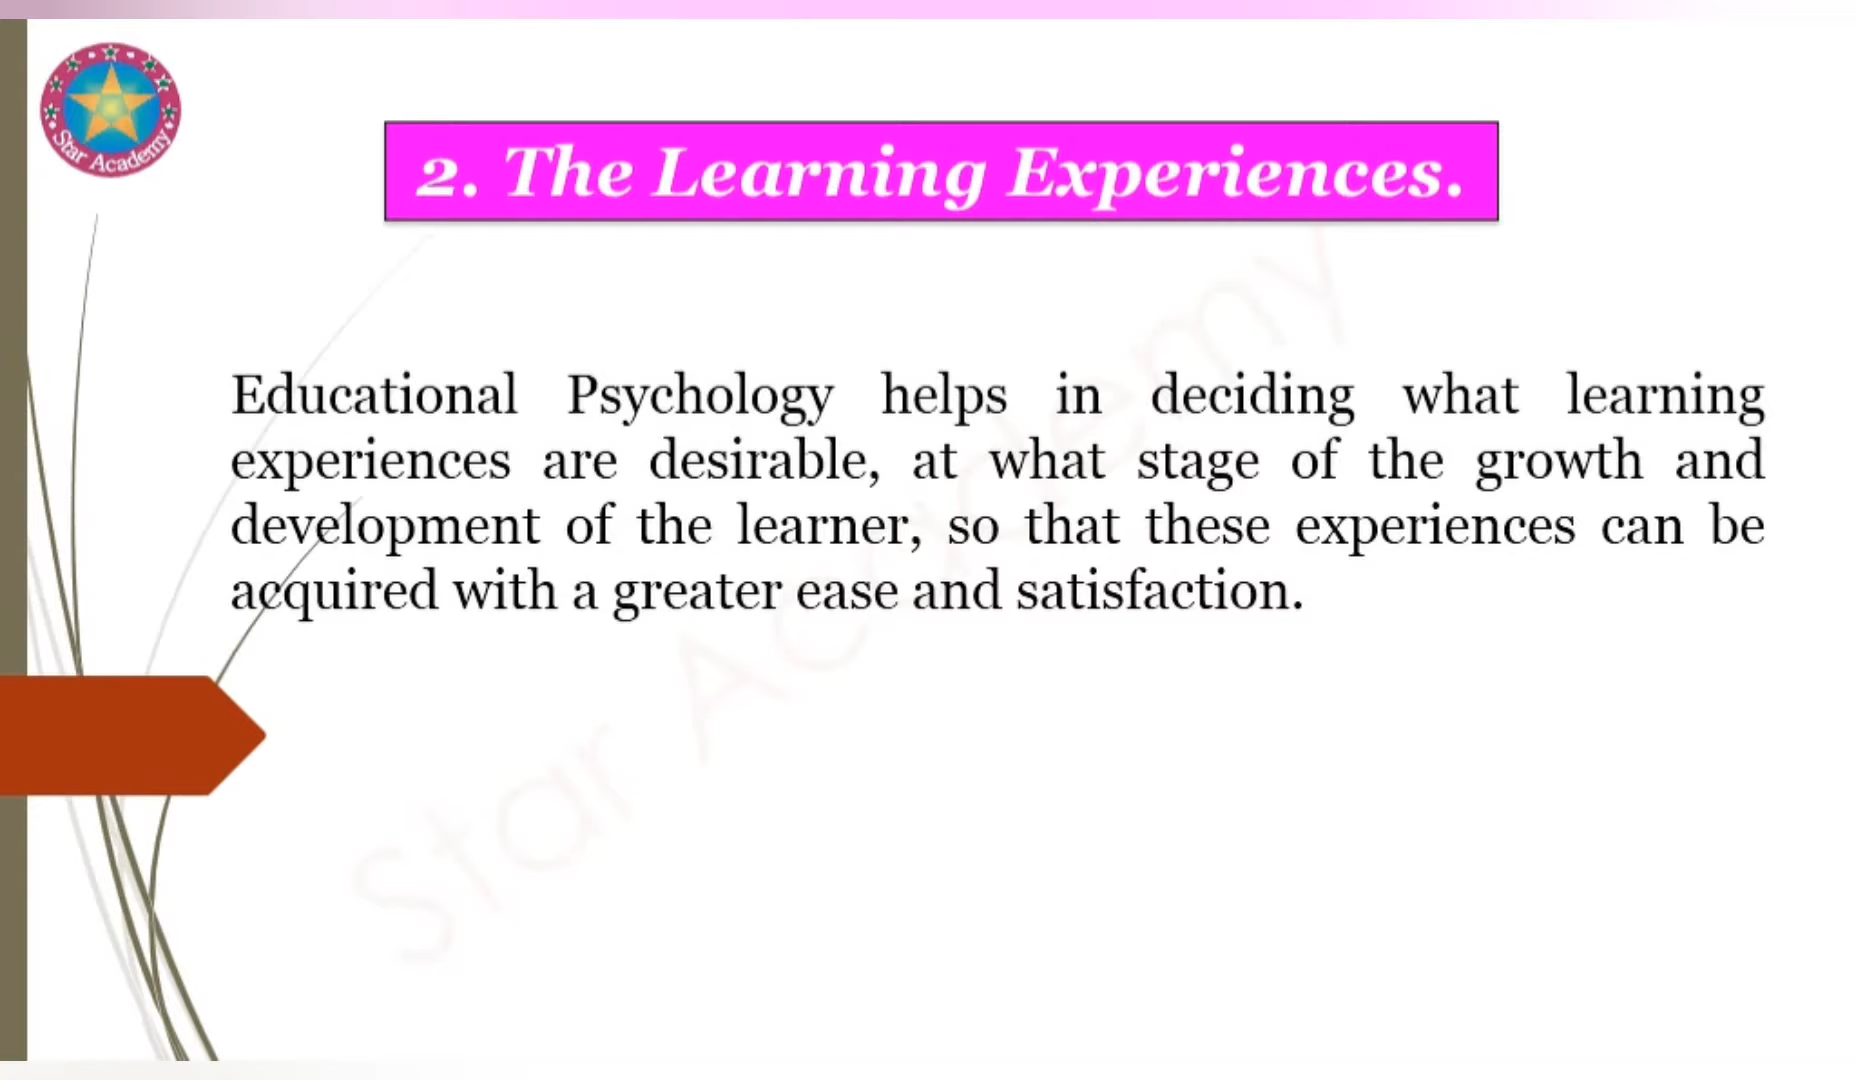 Star Academy
2. The Learning Experiences.
Educational Psychology helps in deciding what learning
experiences are desirable, at what stage of the growth and
development of the learner, so that these experiences can be
acquired with a greater ease and satisfaction.
Star Academy